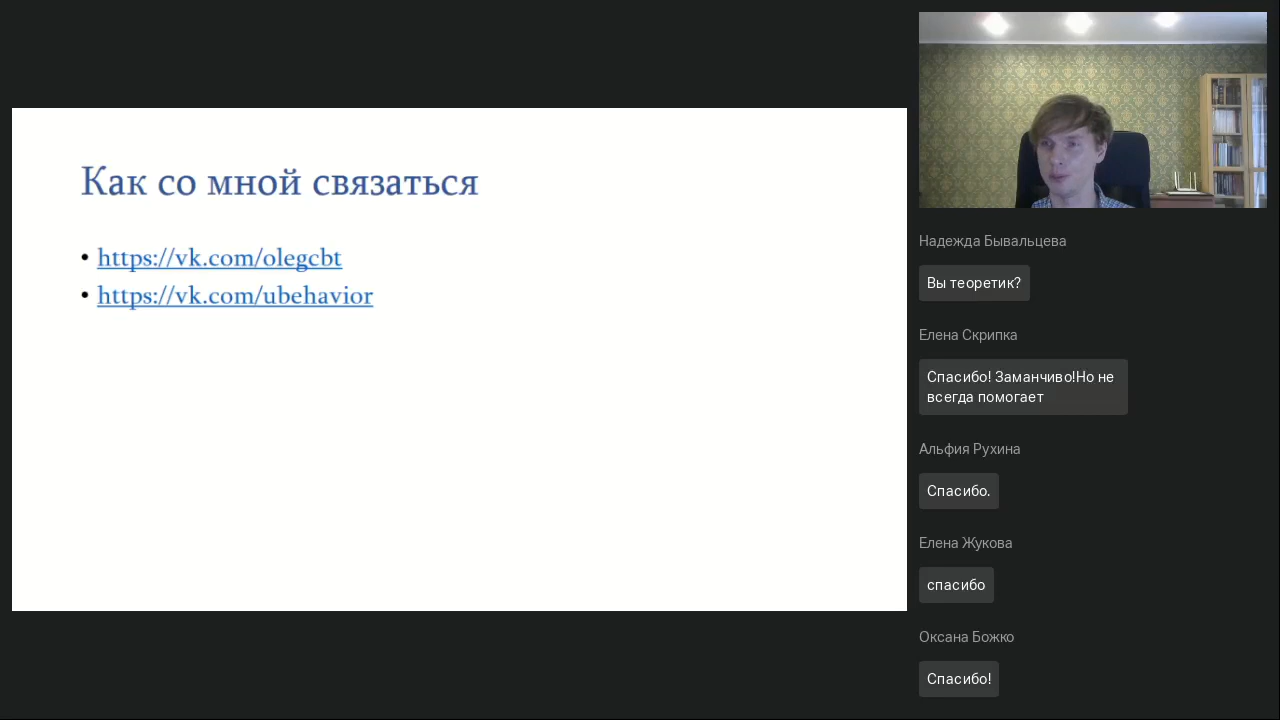 Как со мной связаться
• https://vk.com/olegcbt
• https://vk.com/ubehavior
Надежда Бывальцева
Вы теоретик?
Елена Скрипка
Спасибо! Заманчиво!Но не
всегда помогает
Альфия Рухина
Спасибо.
Елена Жукова
спасибо
Оксана Божко
Спасибо!